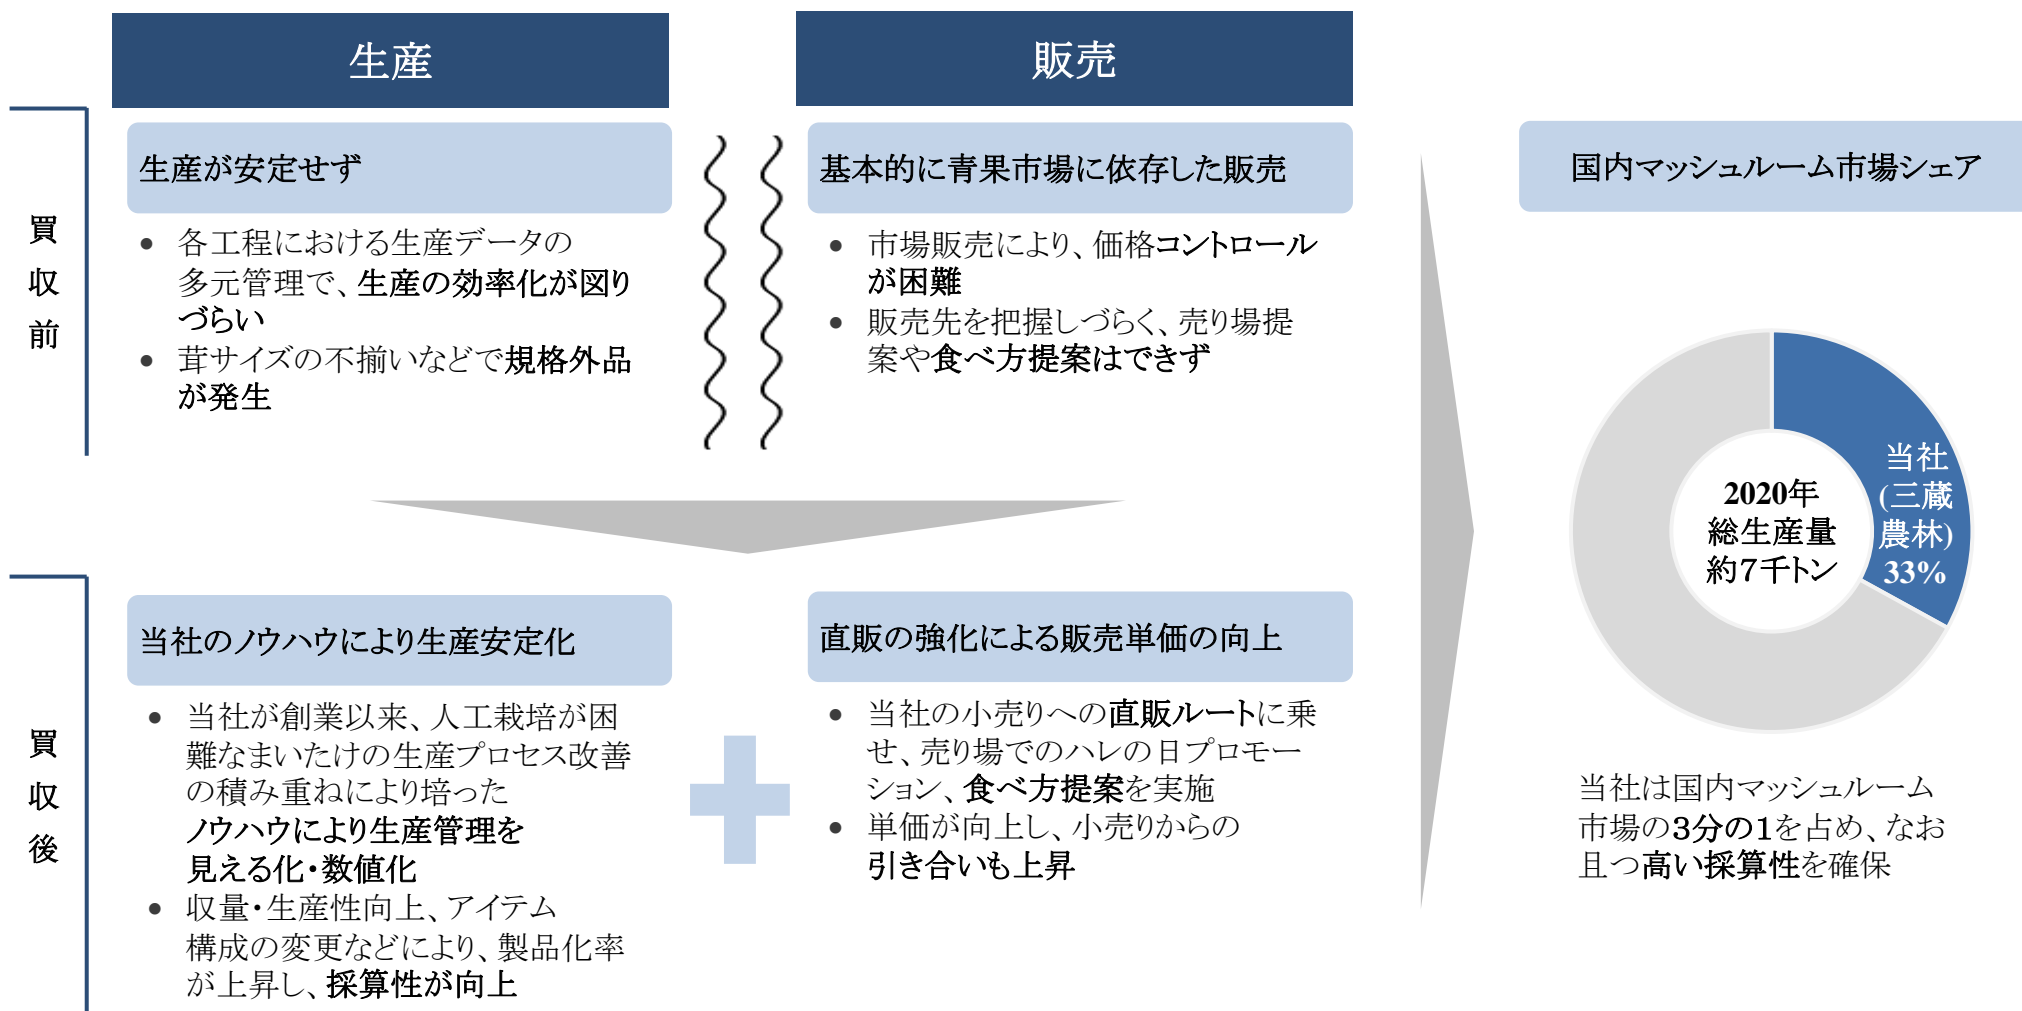 生産
販売
買
収
前
生産が安定せず
・各工程における生産データの
多元管理で、生産の効率化が図り
づらい
・茸サイズの不揃いなどで規格外品
が発生
基本的に青果市場に依存した販売
・市場販売により、価格コントロール
が困難
・販売先を把握しづらく、売り場提
案や食べ方提案はできず
買
収
後
当社のノウハウにより生産安定化
・当社が創業以来、人工栽培が困
難なまいたけの生産プロセス改善
の積み重ねにより培った
ノウハウにより生産管理を
見える化・数値化
・収量・生産性向上、アイテム
構成の変更などにより、製品化率
が上昇し、採算性が向上
直販の強化による販売単価の向上
・当社の小売りへの直販ルートに乗
せ、売り場でのハレの日プロモー
ション、食べ方提案を実施
・単価が向上し、小売りからの
引き合いも上昇
国内マッシュルーム市場シェア
2020年
総生産量
約7千トン
当社
(三蔵
農林)
33%
当社は国内マッシュルーム
市場の3分の1を占め、なお
且つ高い採算性を確保